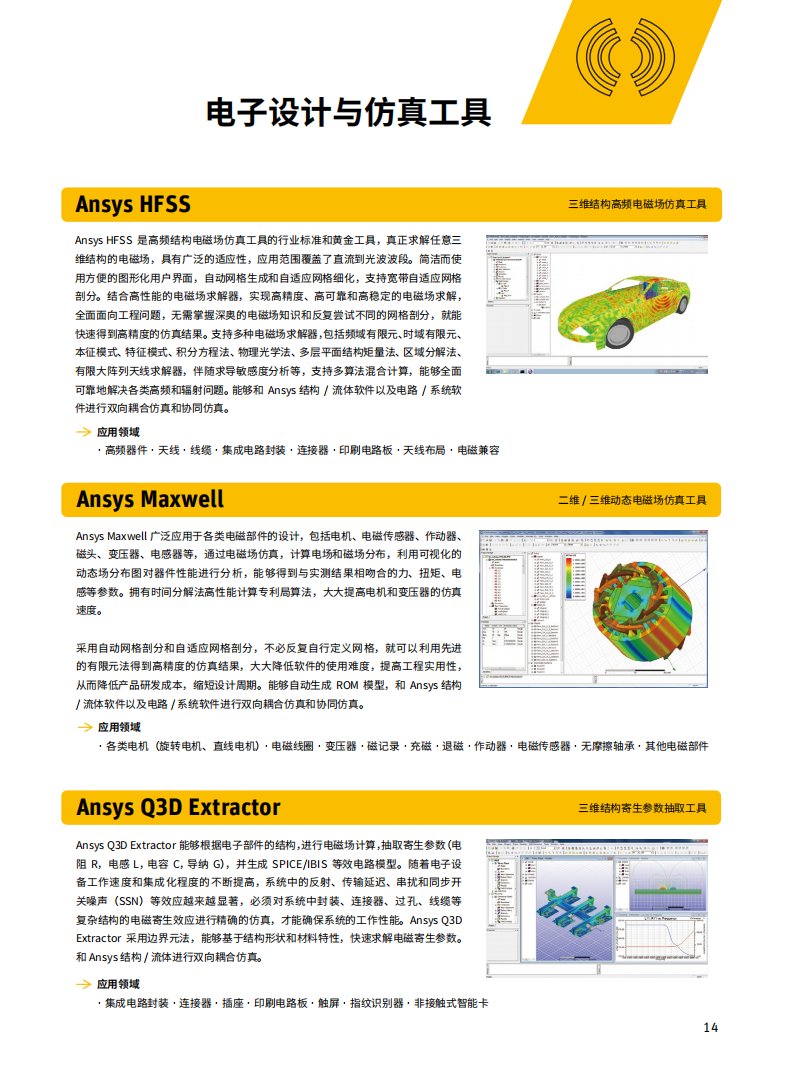 电子设计与仿真工具
Ansys HFSS
三维结构高频电磁场仿真工具
Ansys HFSS 是高频结构电磁场仿真工具的行业标准和黄金工具，真正求解任意三
维结构的电磁场，具有广泛的适应性，应用范围覆盖了直流到光波波段。简洁而使
用方便的图形化用户界面，自动网格生成和自适应网格细化，支持宽带自适应网格
剖分。结合高性能的电磁场求解器，实现高精度、高可靠和高稳定的电磁场求解，
全面面向工程问题，无需掌握深奥的电磁场知识和反复尝试不同的网格剖分，就能
快速得到高精度的仿真结果。支持多种电磁场求解器，包括频域有限元、时域有限元、
本征模式、特征模式、积分方程法、物理光学法、多层平面结构矩量法、区域分解法、
有限大阵列天线求解器，伴随求导敏感度分析等，支持多算法混合计算，能够全面
可靠地解决各类高频和辐射问题。能够和 Ansys 结构 / 流体软件以及电路 / 系统软
件进行双向耦合仿真和协同仿真。
应用领域
· 高频器件 · 天线 · 线缆 · 集成电路封装 · 连接器 · 印刷电路板 · 天线布局 · 电磁兼容
Ansys Maxwell
二维 / 三维动态电磁场仿真工具
Ansys Maxwell 广泛应用于各类电磁部件的设计，包括电机、电磁传感器、作动器、
磁头、变压器、电感器等，通过电磁场仿真，计算电场和磁场分布，利用可视化的
动态场分布图对器件性能进行分析，能够得到与实测结果相吻合的力、扭矩、电
感等参数。拥有时间分解法高性能计算专利局算法，大大提高电机和变压器的仿真
速度。
采用自动网格剖分和自适应网格剖分，不必反复自行定义网格，就可以利用先进
的有限元法得到高精度的仿真结果，大大降低软件的使用难度，提高工程实用性，
从而降低产品研发成本，缩短设计周期。能够自动生成 ROM 模型，和 Ansys 结构
/ 流体软件以及电路 / 系统软件进行双向耦合仿真和协同仿真。
应用领域
· 各类电机（旋转电机、直线电机）· 电磁线圈 · 变压器 · 磁记录 · 充磁 · 退磁 · 作动器 · 电磁传感器 · 无摩擦轴承 · 其他电磁部件
Ansys Q3D Extractor
三维结构寄生参数抽取工具
Ansys Q3D Extractor 能够根据电子部件的结构，进行电磁场计算，抽取寄生参数（电
阻 R，电感 L，电容 C，导纳 G），并生成 SPICE/IBIS 等效电路模型。随着电子设
备工作速度和集成化程度的不断提高，系统中的反射、传输延迟、串扰和同步开
关噪声（SSN）等效应越来越显著，必须对系统中封装、连接器、过孔、线缆等
复杂结构的电磁寄生效应进行精确的仿真，才能确保系统的工作性能。Ansys Q3D
Extractor 采用边界元法，能够基于结构形状和材料特性，快速求解电磁寄生参数。
和 Ansys 结构 / 流体进行双向耦合仿真。
应用领域
· 集成电路封装 · 连接器 · 插座 · 印刷电路板 · 触屏 · 指纹识别器 · 非接触式智能卡
14